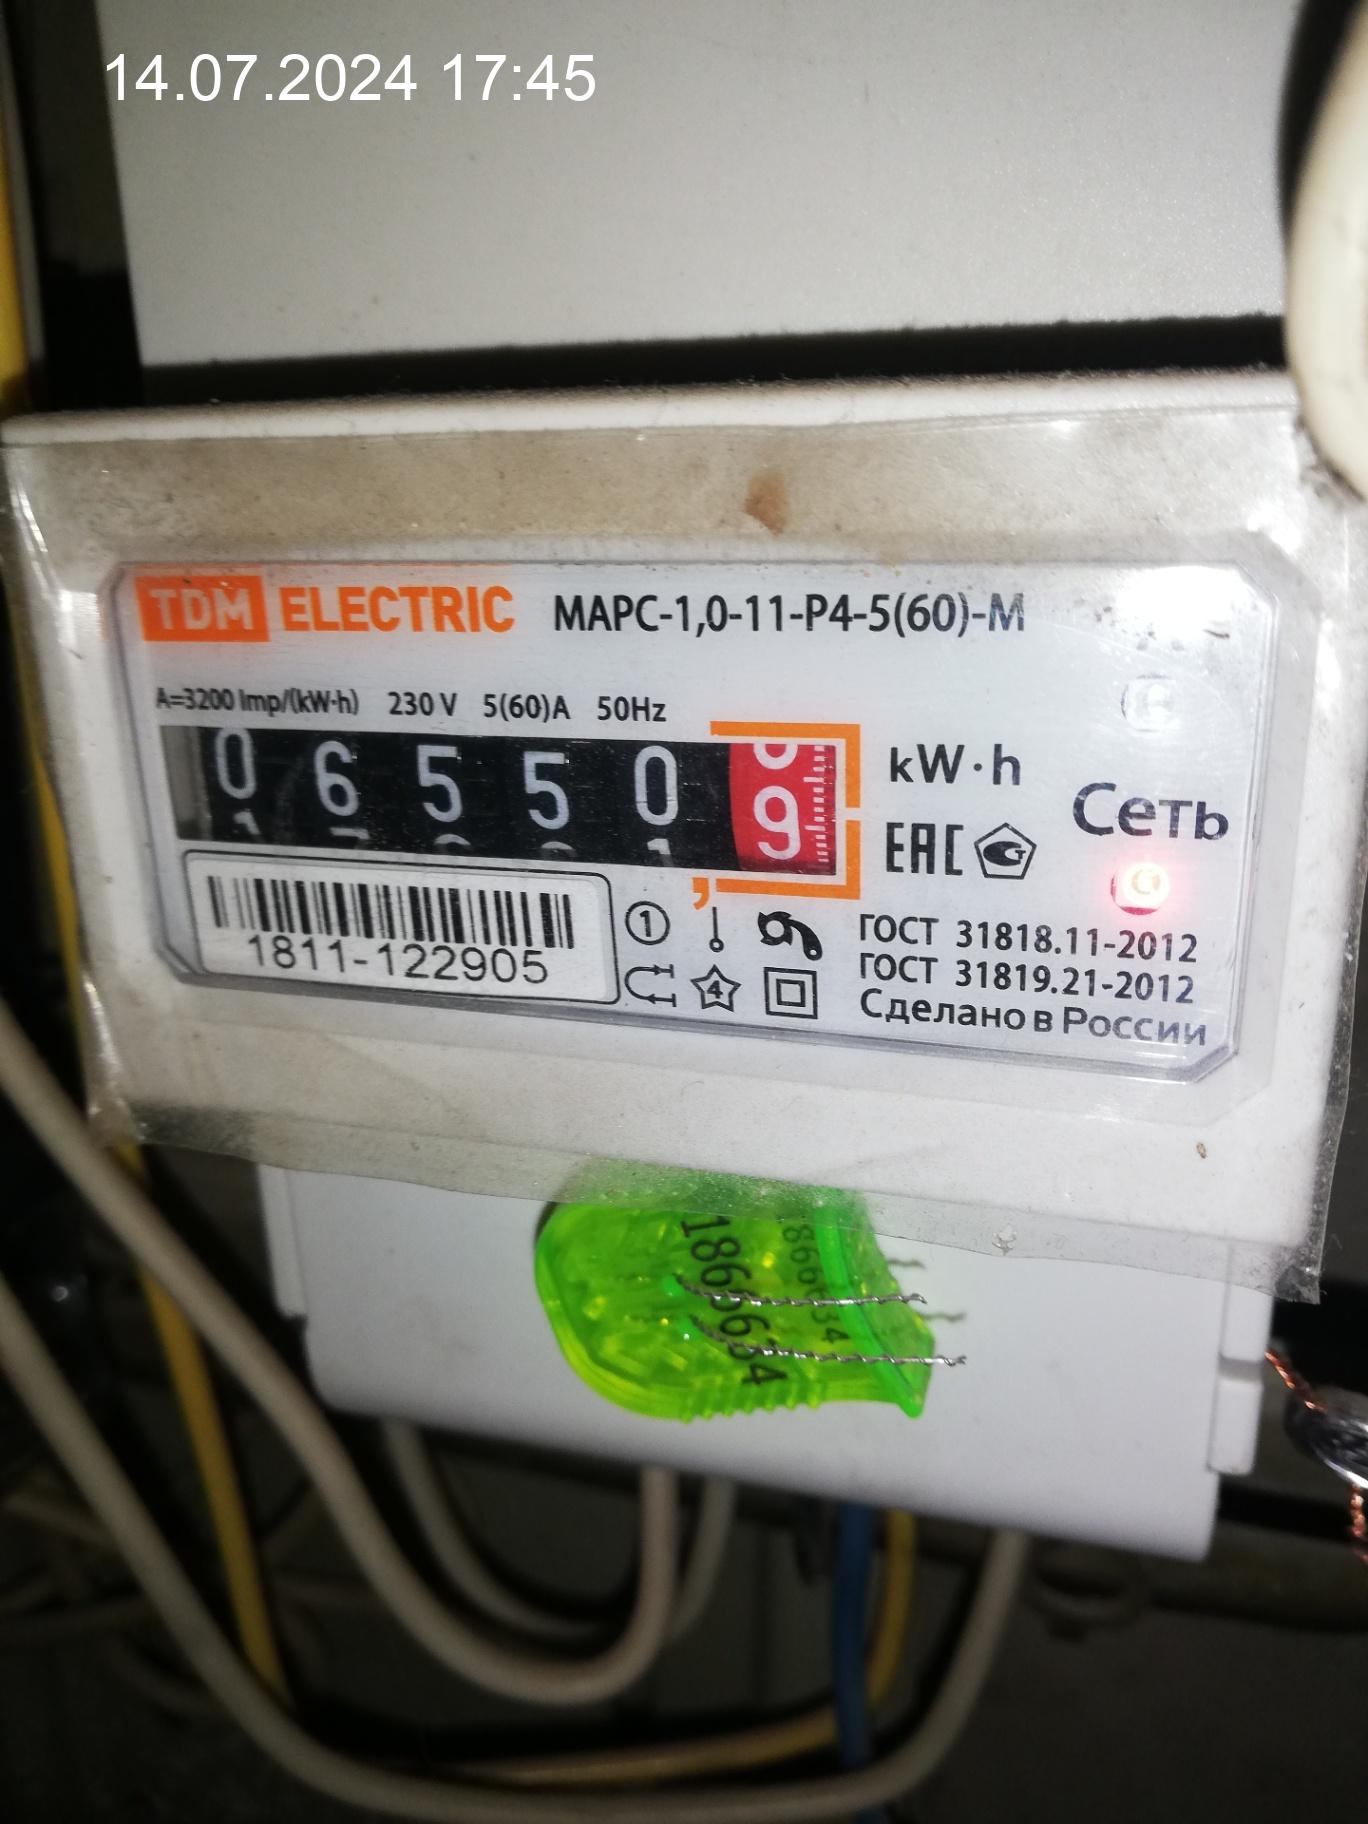 14.07.2024 17:45
TDM ELECTRIC МАРС-1,0-11-Р4-5(60)-М
A=3200 Imp/(kW·h) 230 V 5(60)A 50Hz
0 6 5 5 0 9
kW·h
Сеть
ЕАС
1811-122905
1
4
ГОСТ 31818.11-2012
ГОСТ 31819.21-2012
Сделано в России
18666634